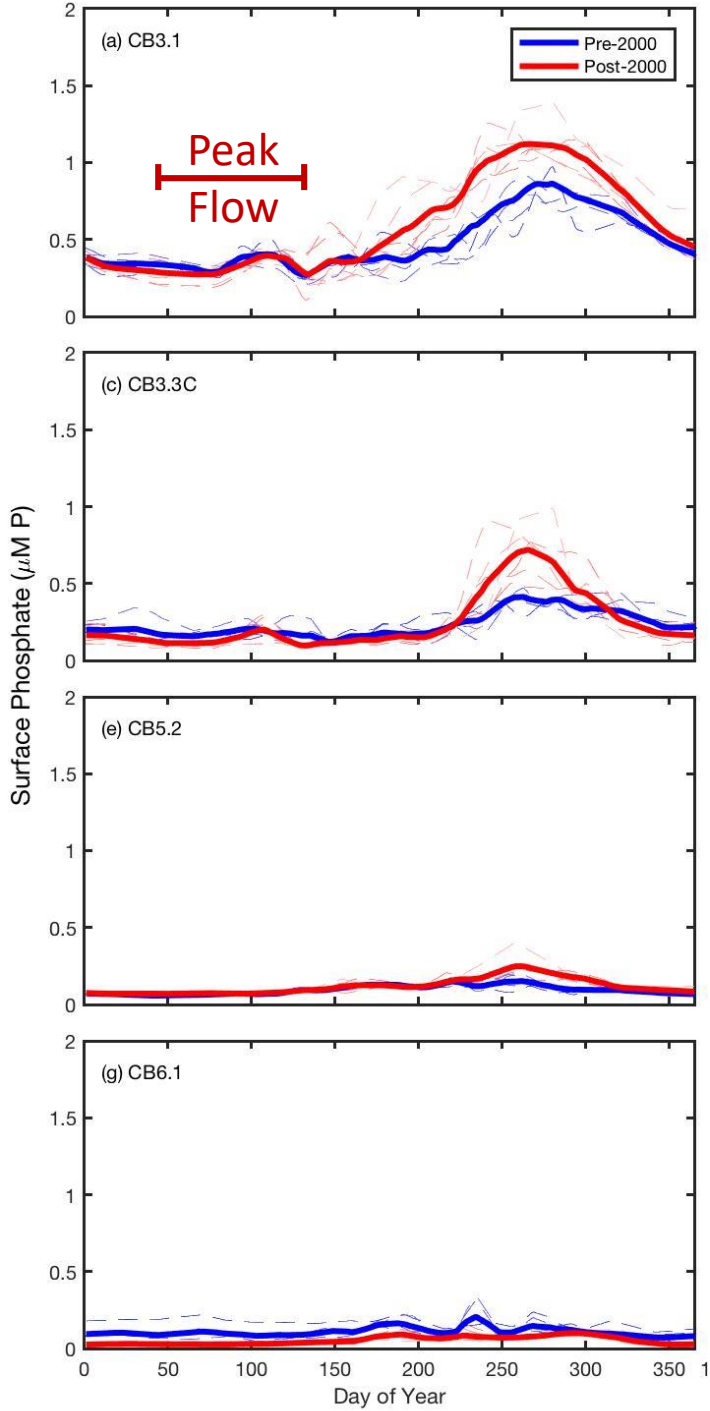 (a) CB3.1
Pre-2000
Post-2000
Peak
Flow
2
1.5
1
0.5
0
(c) CB3.3C
2
1.5
1
0.5
0
Surface Phosphate (μM P)
(e) CB5.2
2
1.5
1
0.5
0
(g) CB6.1
2
1.5
1
0.5
0
0 50 100 150 200 250 300 350 1
Day of Year